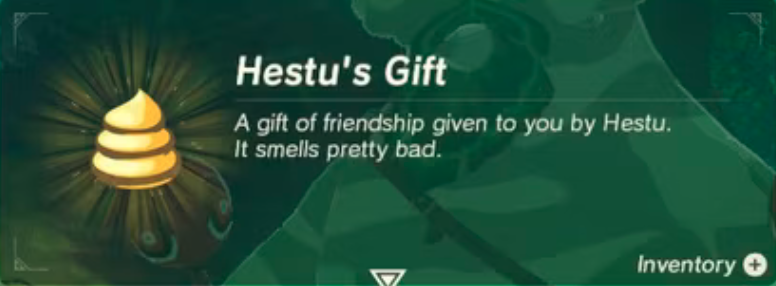 Hestu's Gift
A gift of friendship given to you by Hestu.
It smells pretty bad.
Inventory